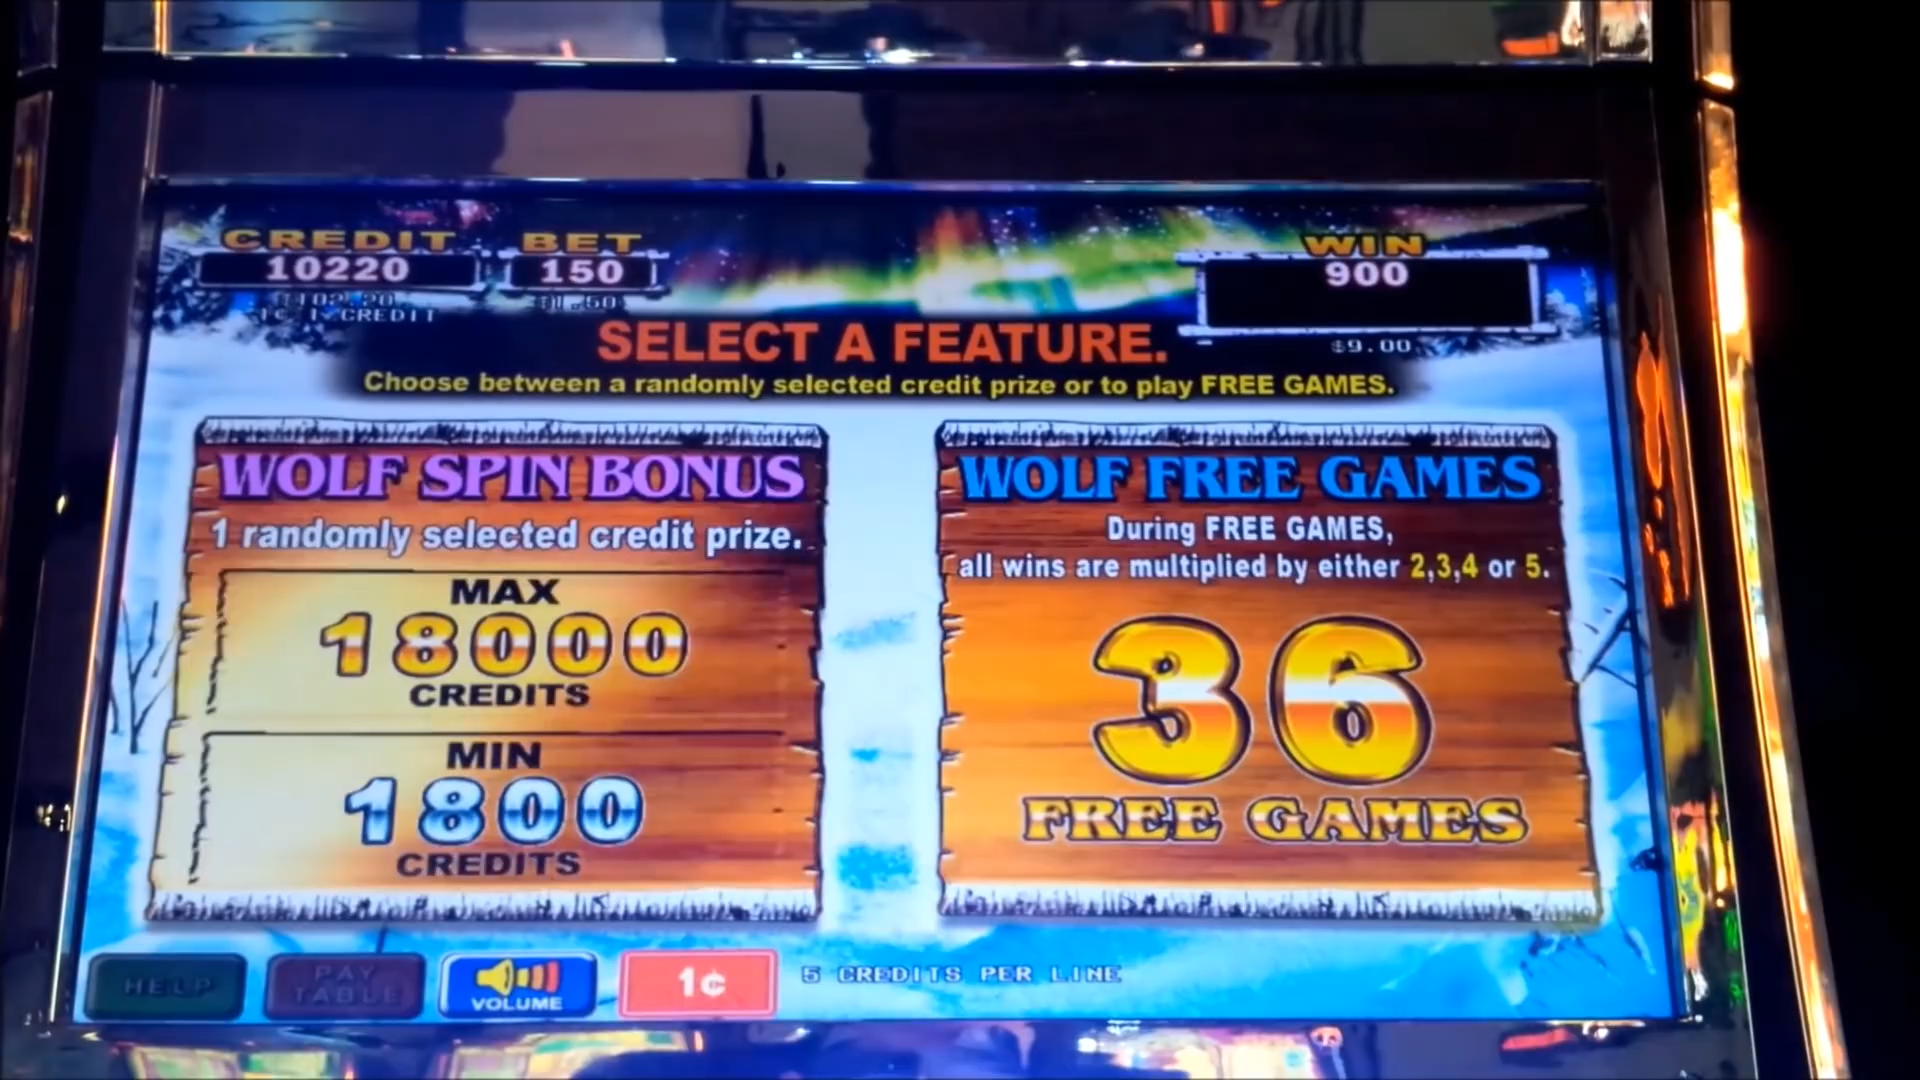 CREDIT BET WIN
10220 150 900
$102.20 $1.50
1¢ 1¢ CREDIT
$9.00
SELECT A FEATURE.
Choose between a randomly selected credit prize or to play FREE GAMES.
WOLF SPIN BONUS
1 randomly selected credit prize.
MAX
18000
CREDITS
MIN
1800
CREDITS
WOLF FREE GAMES
During FREE GAMES,
all wins are multiplied by either 2,3,4 or 5.
36
FREE GAMES
HELP
PAY
TABLE
VOLUME
1¢
5 CREDITS PER LINE